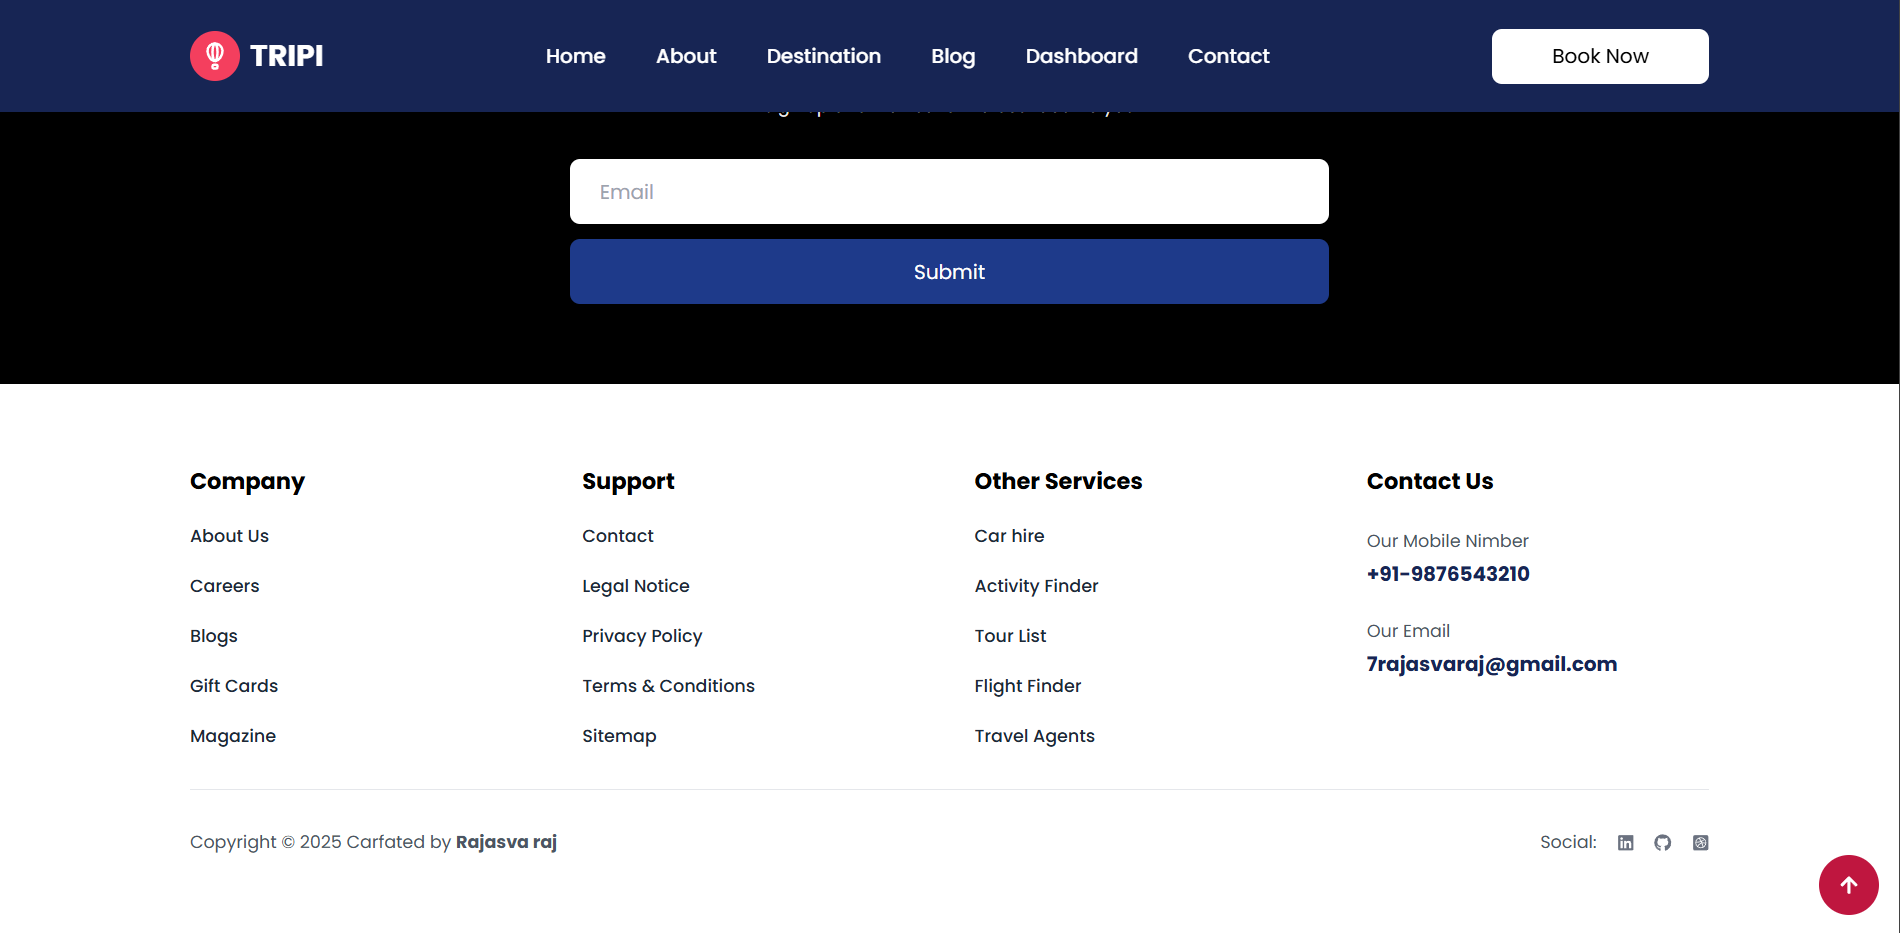 TRIPI
Home About Destination Blog Dashboard Contact
Book Now
Email
Submit
Company
About Us
Careers
Blogs
Gift Cards
Magazine
Support
Contact
Legal Notice
Privacy Policy
Terms & Conditions
Sitemap
Other Services
Car hire
Activity Finder
Tour List
Flight Finder
Travel Agents
Contact Us
Our Mobile Nimber
+91-9876543210
Our Email
7rajasvaraj@gmail.com
Copyright © 2025 Carfated by Rajasva raj
Social: